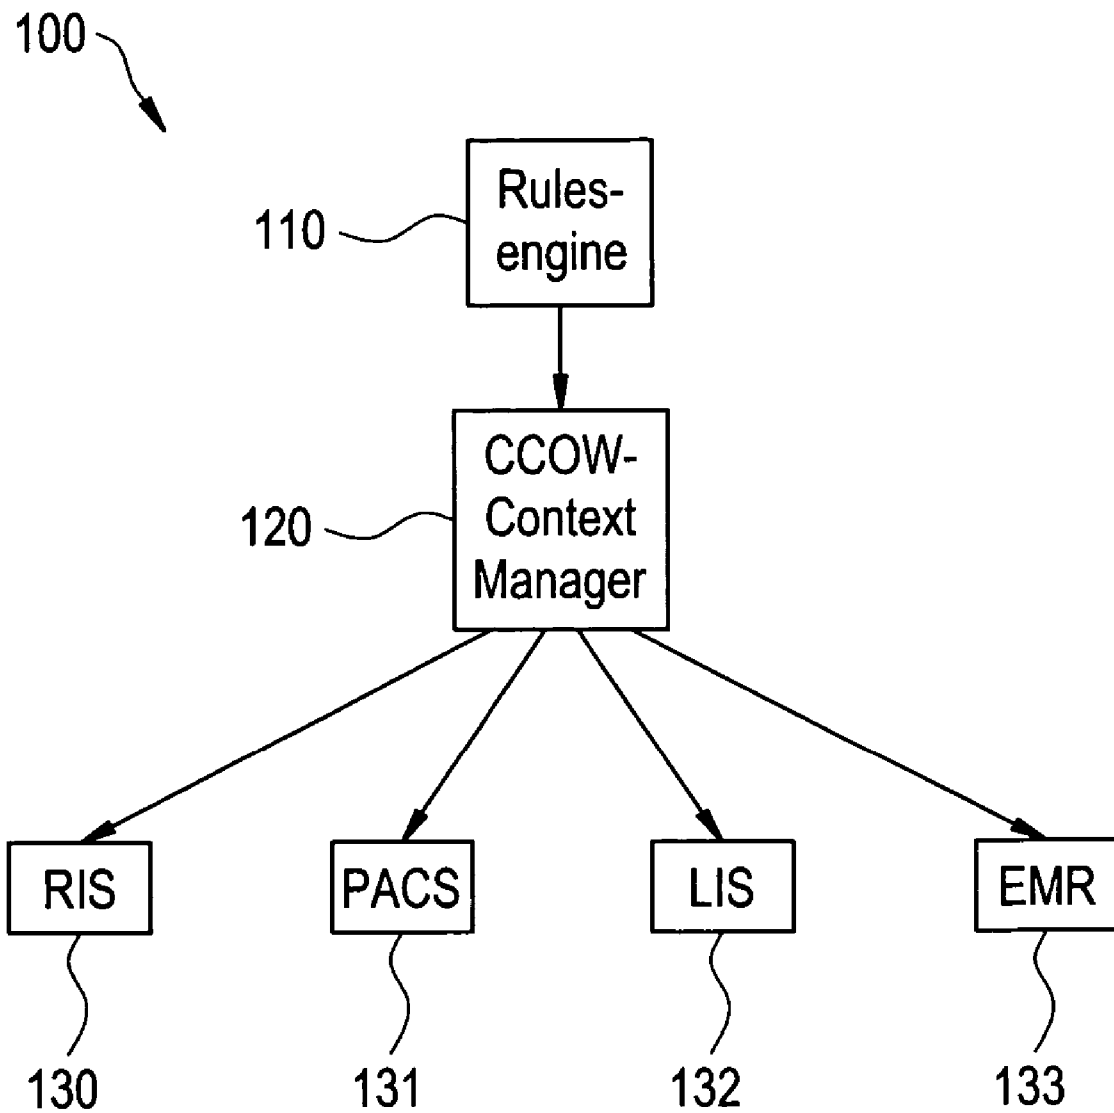 100
Rules-
engine
110
CCOW-
Context
Manager
120
RIS
PACS
LIS
EMR
130
131
132
133